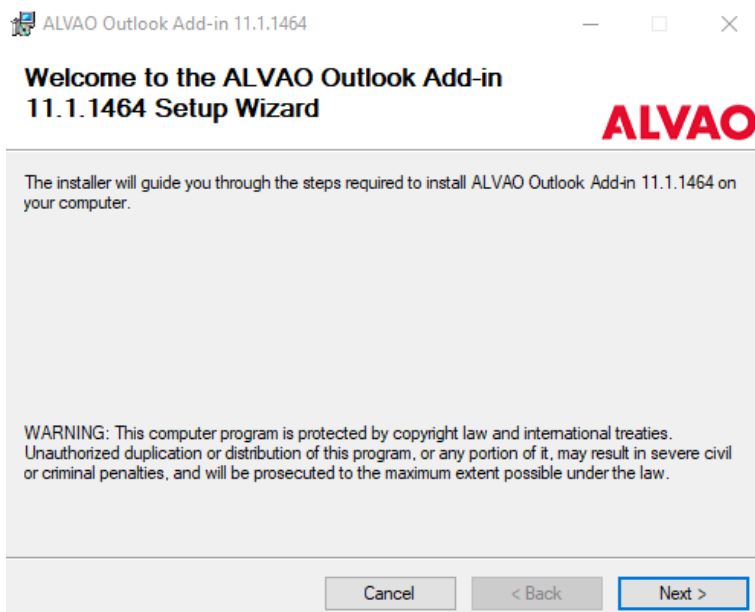 ALVAO Outlook Add-in 11.1.1464
Welcome to the ALVAO Outlook Add-in
11.1.1464 Setup Wizard
ALVAO
The installer will guide you through the steps required to install ALVAO Outlook Add-in 11.1.1464 on
your computer.
WARNING: This computer program is protected by copyright law and international treaties.
Unauthorized duplication or distribution of this program, or any portion of it, may result in severe civil
or criminal penalties, and will be prosecuted to the maximum extent possible under the law.
Cancel < Back Next >